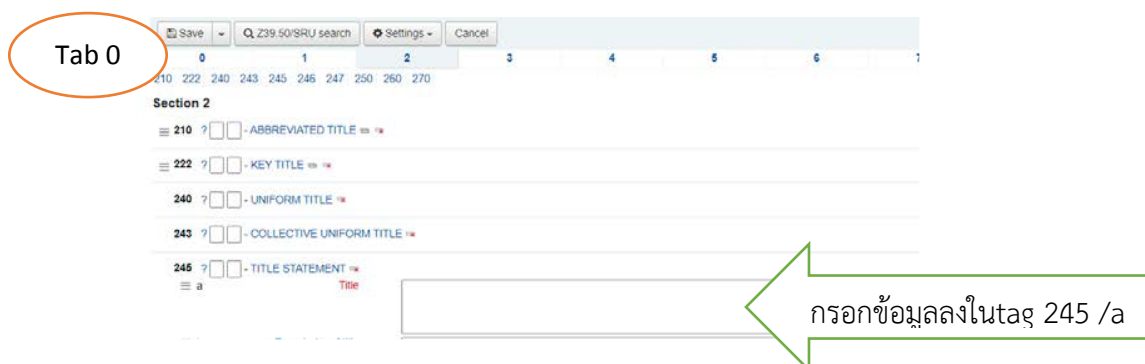 Tab 0
Save Z39.50/SRU search Settings Cancel
0 1 2 3 4 5 6 7
210 222 240 243 245 246 247 250 260 270
Section 2
210 ? - ABBREVIATED TITLE
222 ? - KEY TITLE
240 ? - UNIFORM TITLE
243 ? - COLLECTIVE UNIFORM TITLE
245 ? - TITLE STATEMENT
a Title
กรอกข้อมูลลงในtag 245 /a